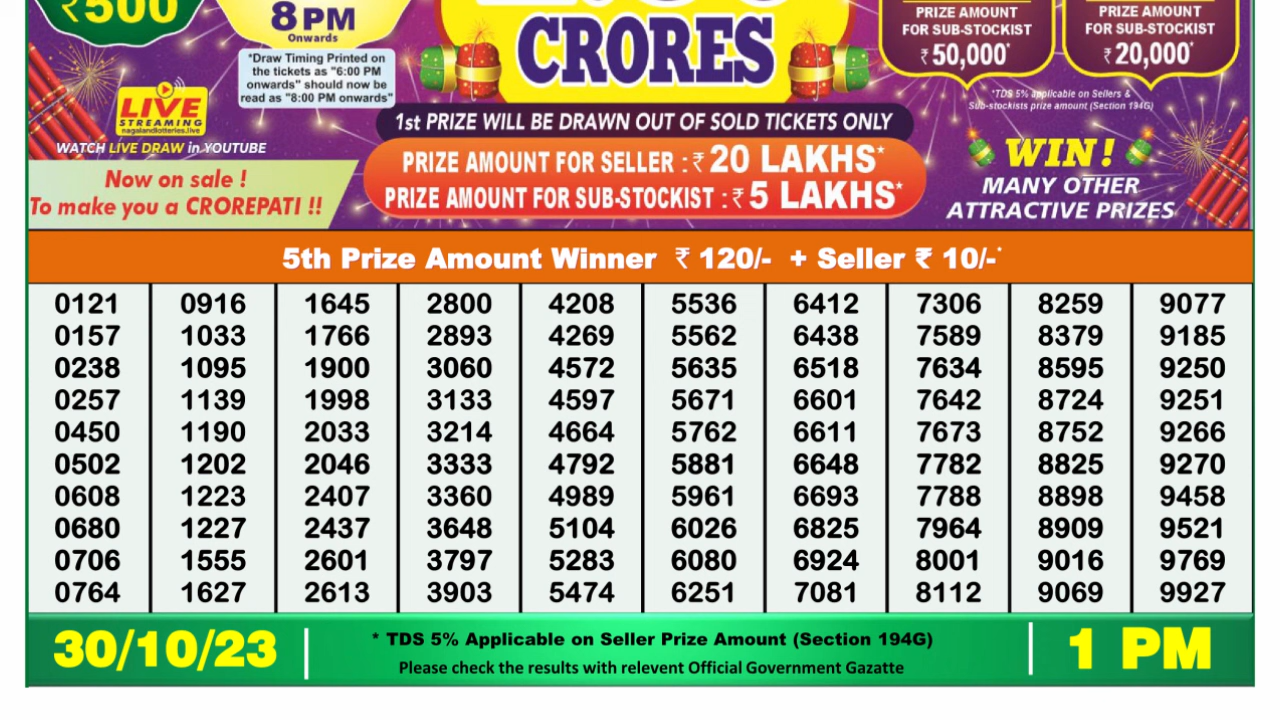 ₹500
8 PM
Onwards
*Draw Timing Printed on
the tickets as "6:00 PM
onwards" should now be
read as "8:00 PM onwards"
LIVE
STREAMING
nagalandlotteries.live
WATCH LIVE DRAW in YOUTUBE
Now on sale !
To make you a CROREPATI !!
CRORES
1st PRIZE WILL BE DRAWN OUT OF SOLD TICKETS ONLY
PRIZE AMOUNT FOR SELLER : ₹ 20 LAKHS*
PRIZE AMOUNT FOR SUB-STOCKIST : ₹ 5 LAKHS*
PRIZE AMOUNT
FOR SUB-STOCKIST
₹ 50,000*
PRIZE AMOUNT
FOR SUB-STOCKIST
₹ 20,000*
*TDS 5% applicable on Sellers &
Sub-stockists prize amount (Section 194G)
WIN !
MANY OTHER
ATTRACTIVE PRIZES
5th Prize Amount Winner ₹ 120/- + Seller ₹ 10/-*
0121 0916 1645 2800 4208 5536 6412 7306 8259 9077
0157 1033 1766 2893 4269 5562 6438 7589 8379 9185
0238 1095 1900 3060 4572 5635 6518 7634 8595 9250
0257 1139 1998 3133 4597 5671 6601 7642 8724 9251
0450 1190 2033 3214 4664 5762 6611 7673 8752 9266
0502 1202 2046 3333 4792 5881 6648 7782 8825 9270
0608 1223 2407 3360 4989 5961 6693 7788 8898 9458
0680 1227 2437 3648 5104 6026 6825 7964 8909 9521
0706 1555 2601 3797 5283 6080 6924 8001 9016 9769
0764 1627 2613 3903 5474 6251 7081 8112 9069 9927
30/10/23
* TDS 5% Applicable on Seller Prize Amount (Section 194G)
Please check the results with relevent Official Government Gazatte
1 PM